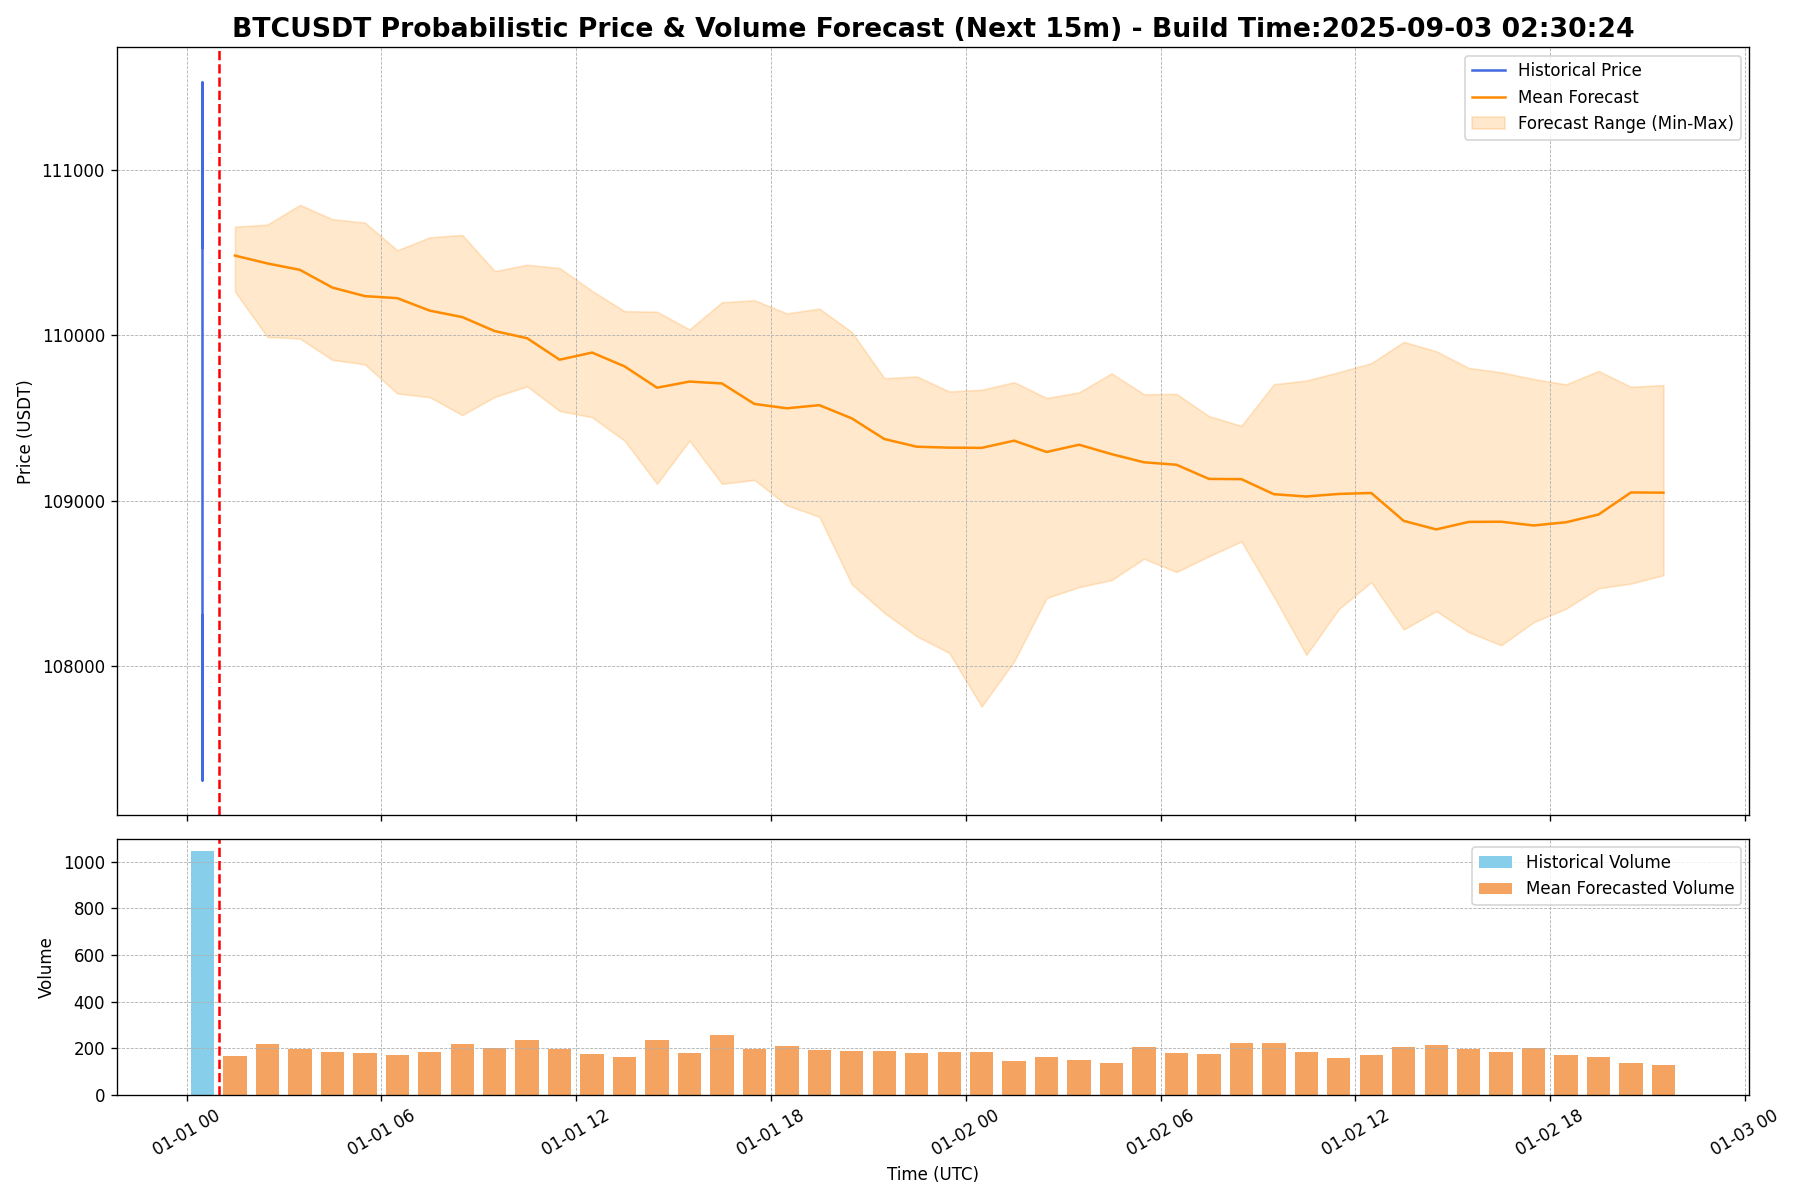 BTCUSDT Probabilistic Price & Volume Forecast (Next 15m) - Build Time:2025-09-03 02:30:24
Historical Price
Mean Forecast
Forecast Range (Min-Max)
111000
110000
109000
108000
Price (USDT)
Historical Volume
Mean Forecasted Volume
1000
800
600
400
200
0
Volume
01-01 00
01-01 06
01-01 12
01-01 18
01-02 00
01-02 06
01-02 12
01-02 18
01-03 00
Time (UTC)